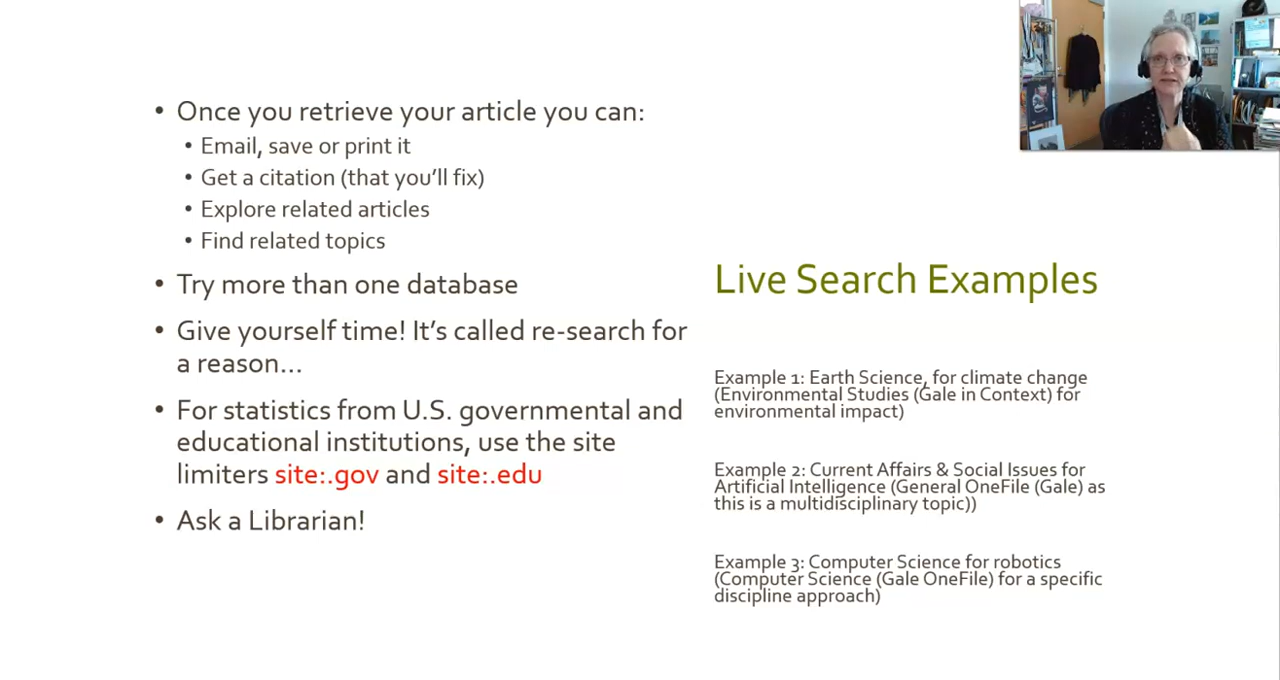 • Once you retrieve your article you can:
• Email, save or print it
• Get a citation (that you'll fix)
• Explore related articles
• Find related topics
• Try more than one database
• Give yourself time! It's called re-search for
a reason...
• For statistics from U.S. governmental and
educational institutions, use the site
limiters site:.gov and site:.edu
• Ask a Librarian!
Live Search Examples
Example 1: Earth Science, for climate change
(Environmental Studies (Gale in Context) for
environmental impact)
Example 2: Current Affairs & Social Issues for
Artificial Intelligence (General OneFile (Gale) as
this is a multidisciplinary topic))
Example 3: Computer Science for robotics
(Computer Science (Gale OneFile) for a specific
discipline approach)